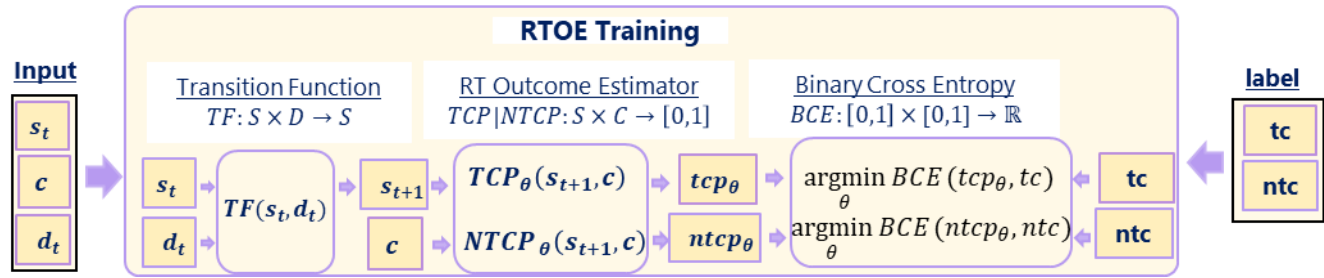 RTOE Training
Input
s_t
c
d_t
Transition Function
TF: S × D → S
RT Outcome Estimator
TCP|NTCP: S × C → [0,1]
Binary Cross Entropy
BCE: [0,1] × [0,1] → ℝ
label
tc
ntc
s_t
d_t
TF(s_t,d_t)
s_{t+1}
c
TCP_θ(s_{t+1},c)
NTCP_θ(s_{t+1},c)
tcp_θ
ntcp_θ
argmin_θ BCE(tcp_θ,tc)
argmin_θ BCE(ntcp_θ,ntc)
tc
ntc